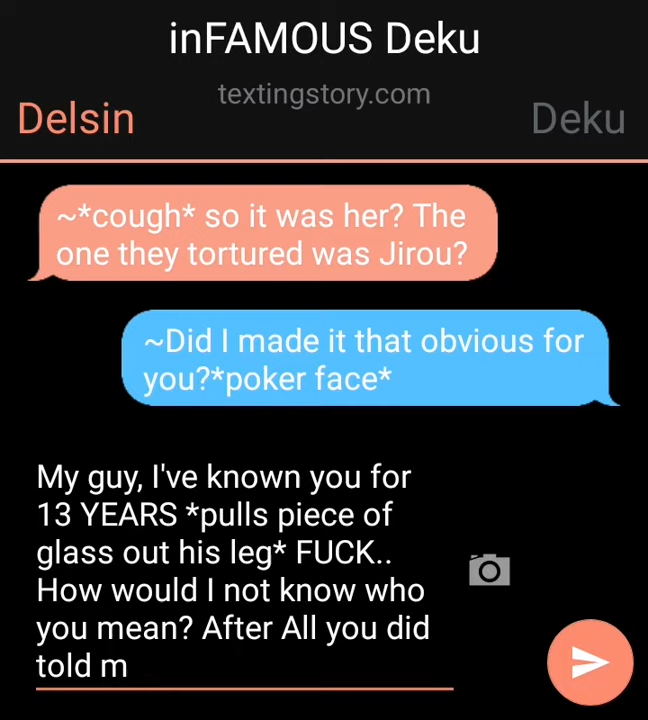 inFAMOUS Deku
textingstory.com
Delsin
Deku
~*cough* so it was her? The
one they tortured was Jirou?
~Did I made it that obvious for
you?*poker face*
My guy, I've known you for
13 YEARS *pulls piece of
glass out his leg* FUCK..
How would I not know who
you mean? After All you did
told m